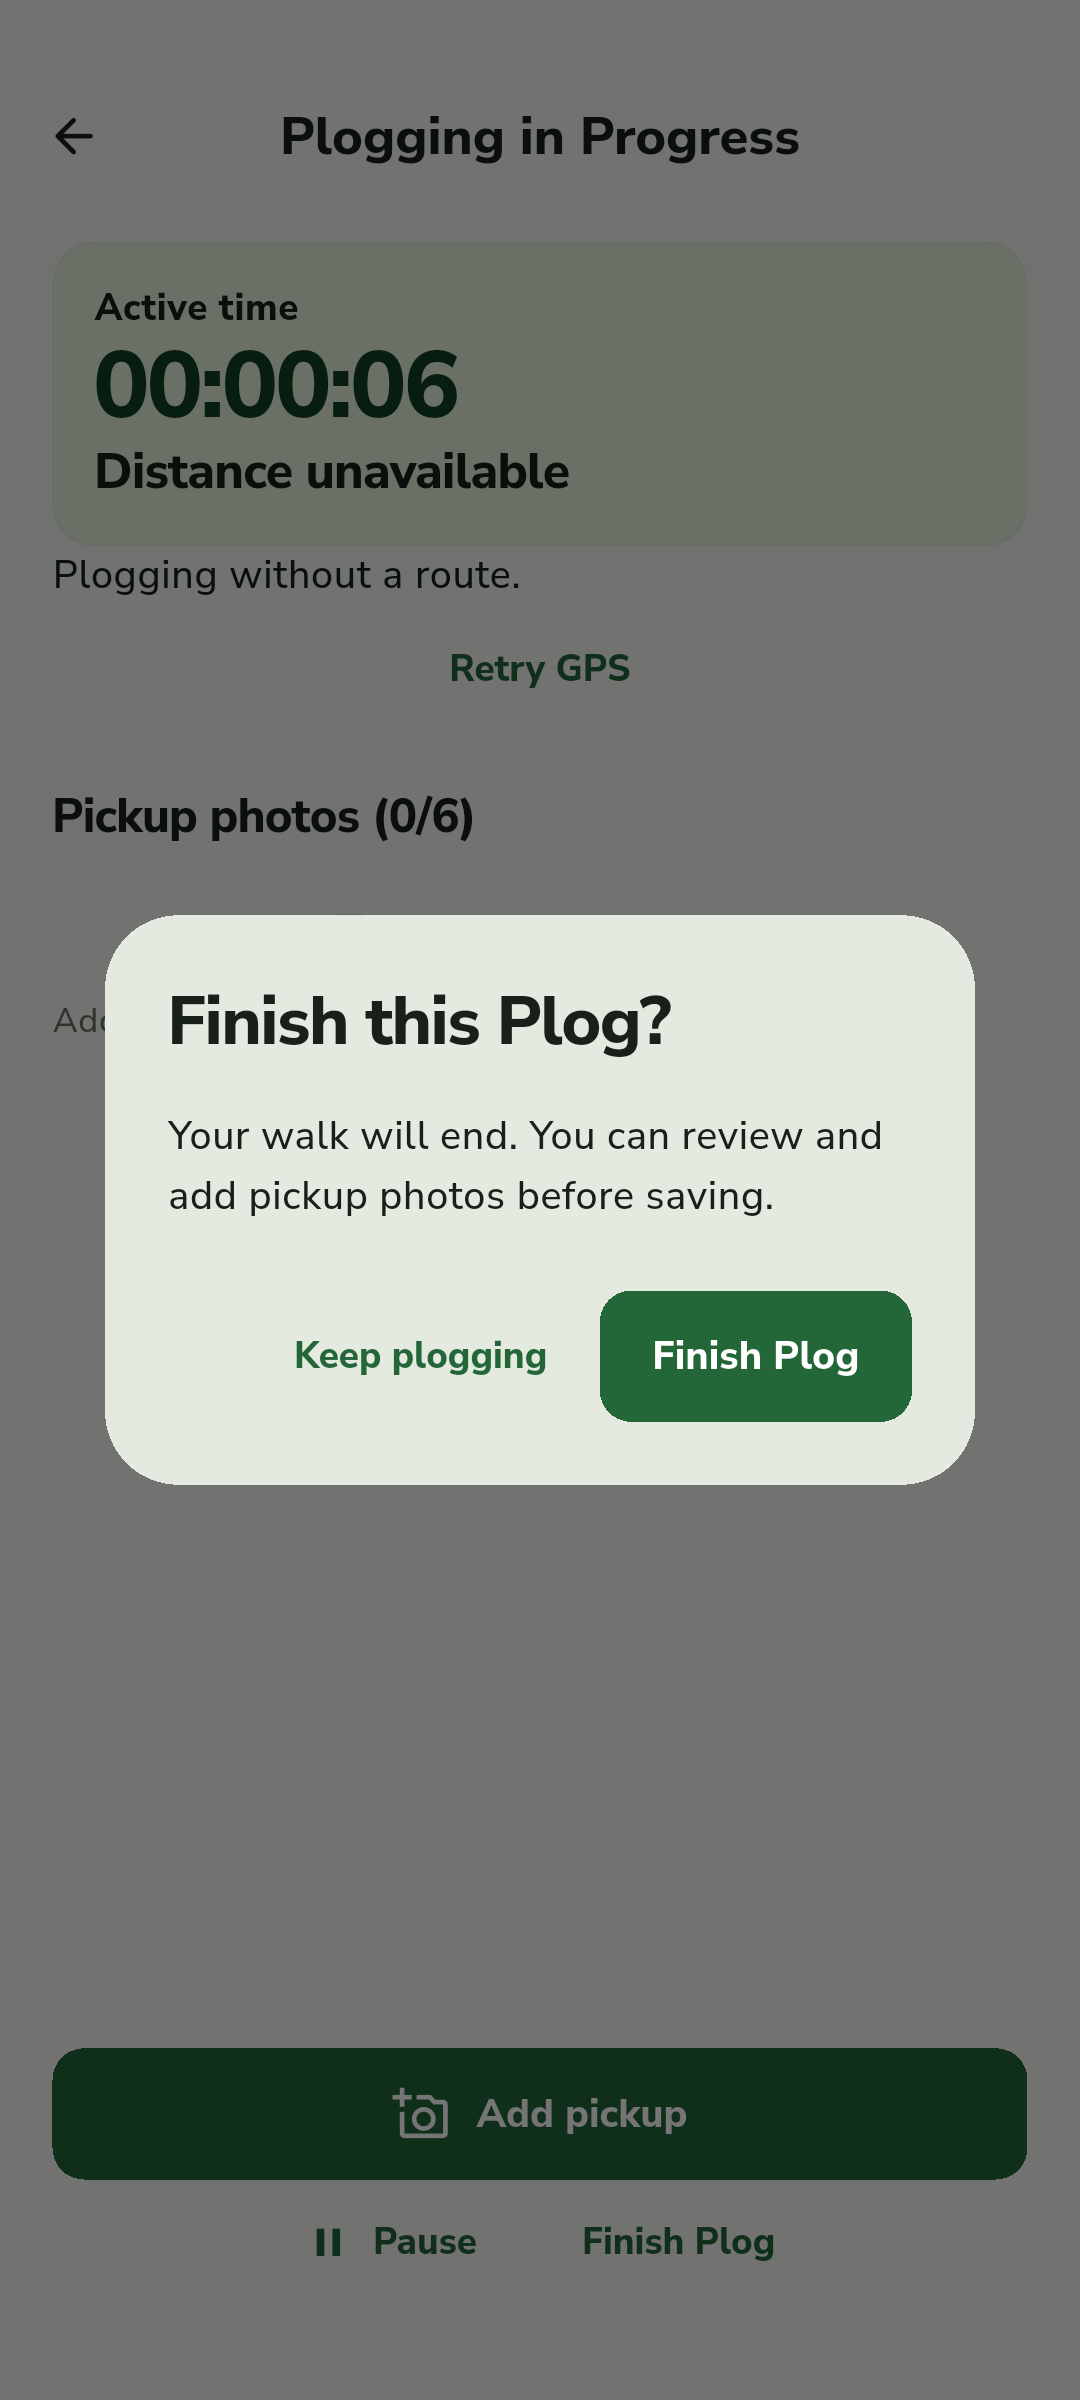 Plogging in Progress
Active time
00:00:06
Distance unavailable
Plogging without a route.
Retry GPS
Pickup photos (0/6)
Finish this Plog?
Your walk will end. You can review and
add pickup photos before saving.
Keep plogging
Finish Plog
Add pickup
Pause
Finish Plog